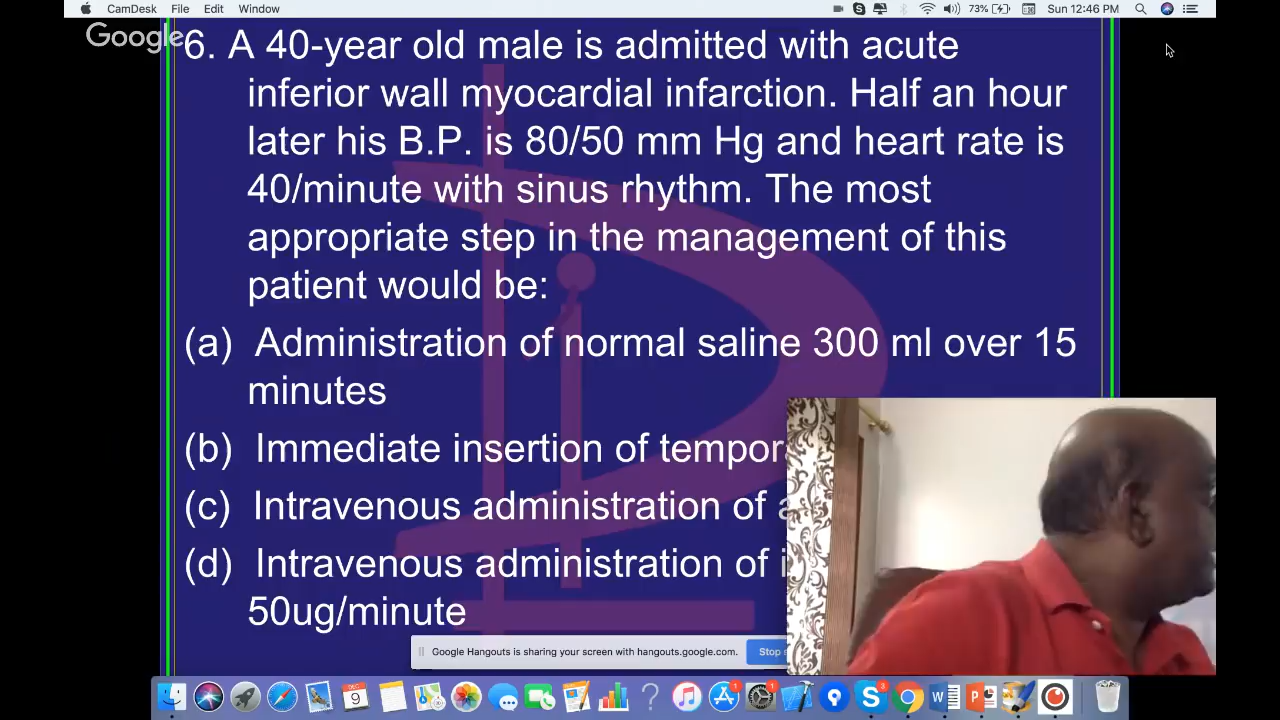 CamDesk File Edit Window 73% Sun 12:46 PM
Google
6. A 40-year old male is admitted with acute
inferior wall myocardial infarction. Half an hour
later his B.P. is 80/50 mm Hg and heart rate is
40/minute with sinus rhythm. The most
appropriate step in the management of this
patient would be:
(a) Administration of normal saline 300 ml over 15
minutes
(b) Immediate insertion of
(c) Intravenous administration of
(d) Intravenous administration of
50ug/minute
Google Hangouts is sharing your screen with hangouts.google.com. Stop
DEC
9